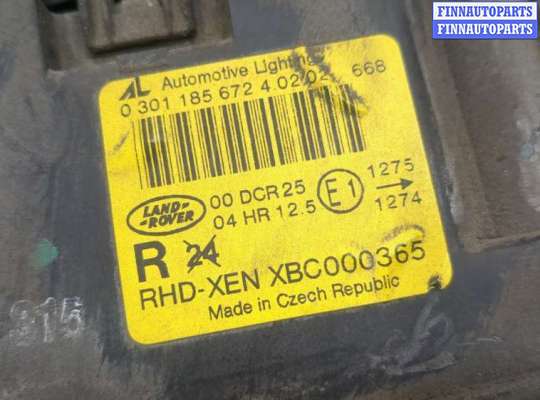 FINNAUTOPARTS
FINNAUTOPARTS
AL Automotive Lighting
0 301 185 672 4.02/02 668
LAND-ROVER
00 DCR 25
04 HR 12.5
E1
1275
1274
R 24
RHD-XEN XBC000365
Made in Czech Republic